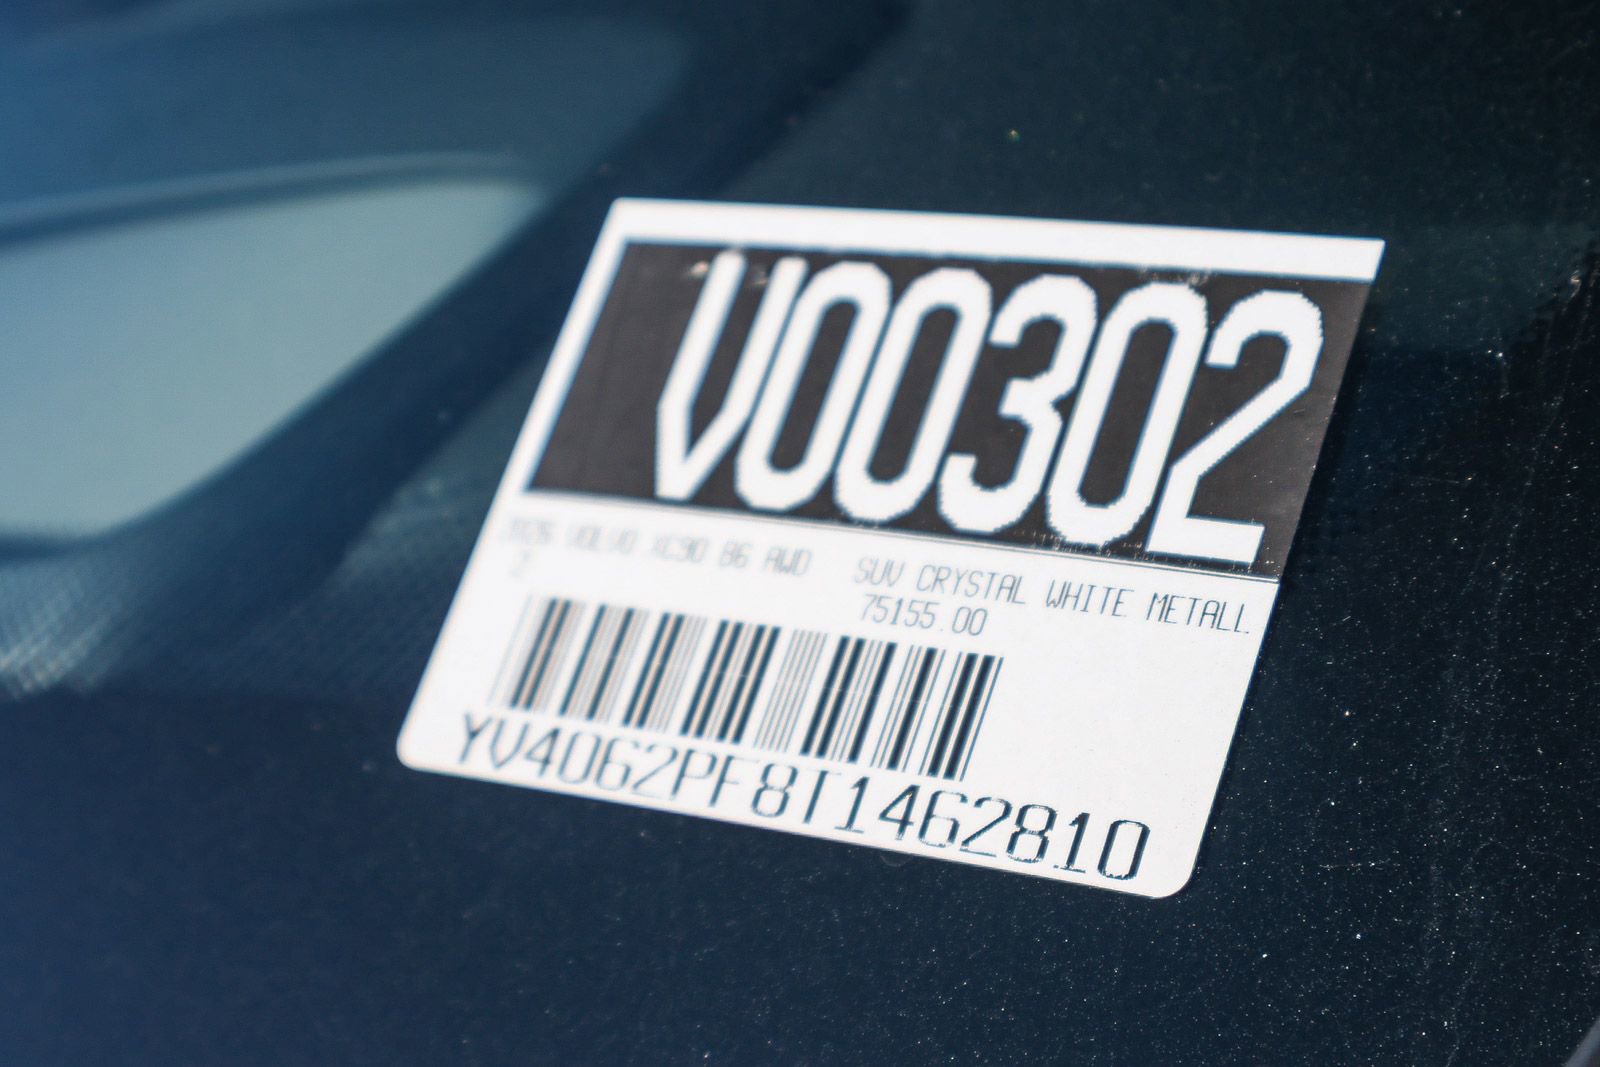 V00302
2026 VOLVO XC90 B6 AWD SUV CRYSTAL WHITE METALL
75155.00
YV4062PF8T1462810